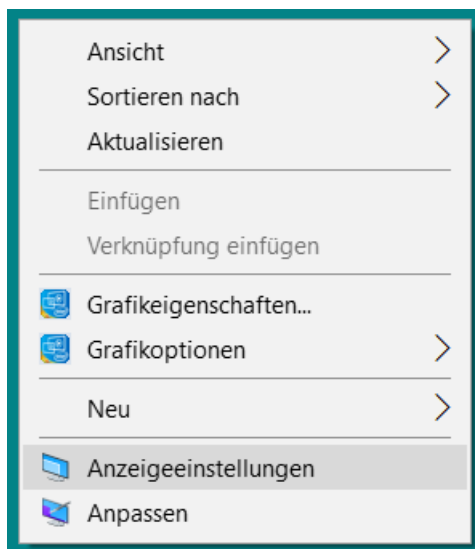 Ansicht
Sortieren nach
Aktualisieren
Einfügen
Verknüpfung einfügen
Grafikeigenschaften...
Grafikoptionen
Neu
Anzeigeeinstellungen
Anpassen